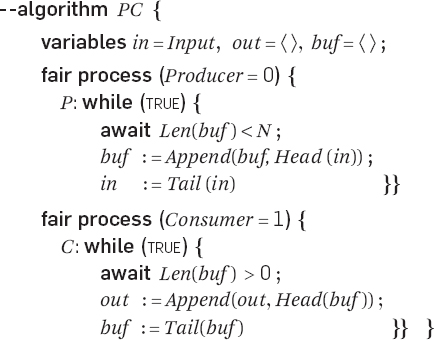 --algorithm PC {
variables in = Input, out = ⟨ ⟩, buf = ⟨ ⟩ ;
fair process (Producer = 0) {
P: while (TRUE) {
await Len(buf) < N ;
buf := Append(buf, Head (in)) ;
in := Tail (in) }}
fair process (Consumer = 1) {
C: while (TRUE) {
await Len(buf) > 0 ;
out := Append(out, Head(buf)) ;
buf := Tail(buf) }} }